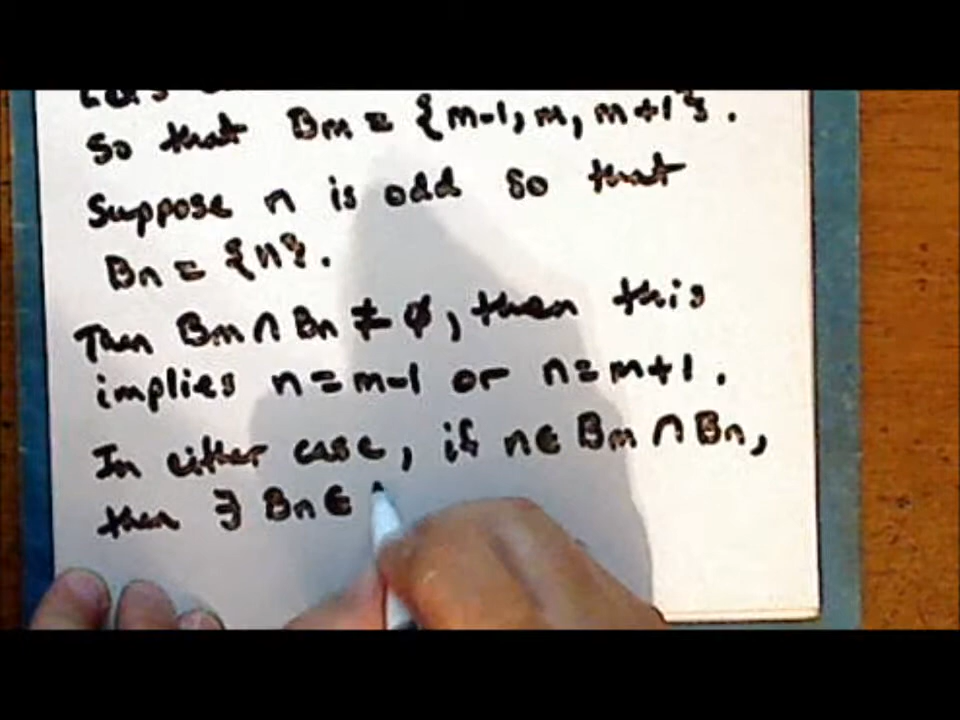 So that Bm = {m-1, m, m+1}.
Suppose n is odd so that
Bn = {n}.
Then Bm ∩ Bn ≠ ∅, then this
implies n = m-1 or n = m+1.
In either case, if n ∈ Bm ∩ Bn,
then ∃ Bn ∈